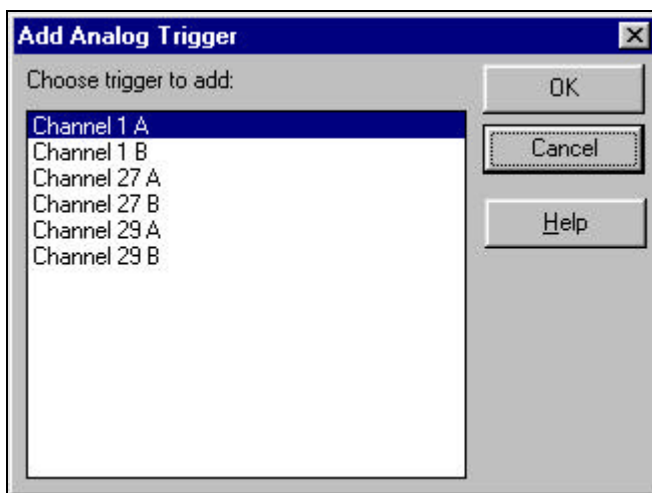 Add Analog Trigger
Choose trigger to add:
Channel 1 A
Channel 1 B
Channel 27 A
Channel 27 B
Channel 29 A
Channel 29 B
OK
Cancel
Help